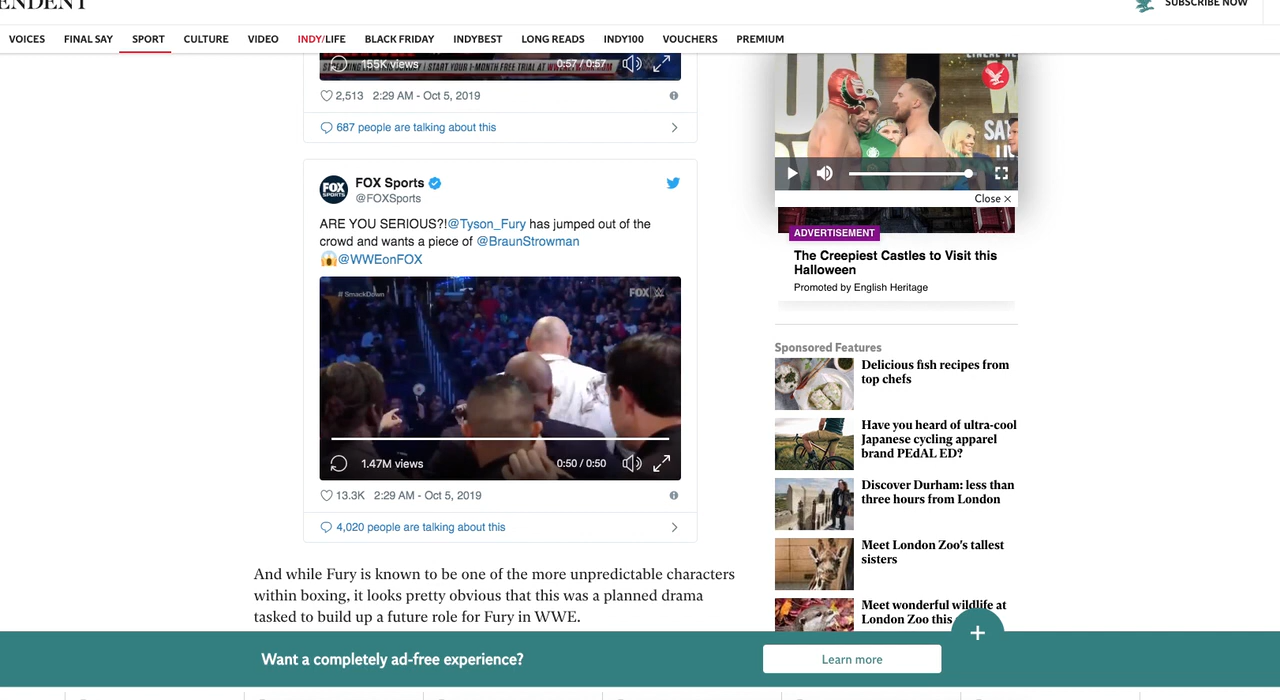 ENDENT
SUBSCRIBE NOW
VOICES FINAL SAY SPORT CULTURE VIDEO INDY/LIFE BLACK FRIDAY INDYBEST LONG READS INDY100 VOUCHERS PREMIUM
155K views 0:57 / 0:57
2,513 2:29 AM - Oct 5, 2019
687 people are talking about this
FOX Sports
@FOXSports
FOX
SPORTS
ARE YOU SERIOUS?!@Tyson_Fury has jumped out of the
crowd and wants a piece of @BraunStrowman
😱@WWEonFOX
# SmackDown
FOX
1.47M views 0:50 / 0:50
13.3K 2:29 AM - Oct 5, 2019
4,020 people are talking about this
And while Fury is known to be one of the more unpredictable characters
within boxing, it looks pretty obvious that this was a planned drama
tasked to build up a future role for Fury in WWE.
Close ×
ADVERTISEMENT
The Creepiest Castles to Visit this
Halloween
Promoted by English Heritage
Sponsored Features
Delicious fish recipes from
top chefs
Have you heard of ultra-cool
Japanese cycling apparel
brand PEdAL ED?
Discover Durham: less than
three hours from London
Meet London Zoo's tallest
sisters
Meet wonderful wildlife at
London Zoo this
+
Want a completely ad-free experience?
Learn more